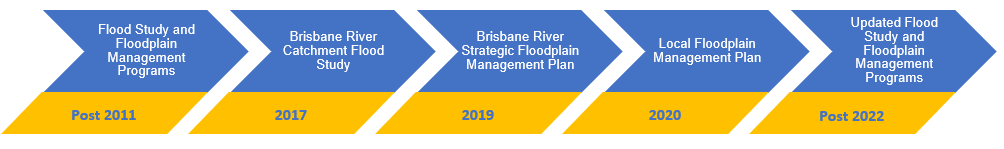 Flood Study and
Floodplain
Management
Programs
Post 2011
Brisbane River
Catchment Flood
Study
2017
Brisbane River
Strategic Floodplain
Management Plan
2019
Local Floodplain
Management Plan
2020
Updated Flood
Study and
Floodplain
Management
Programs
Post 2022